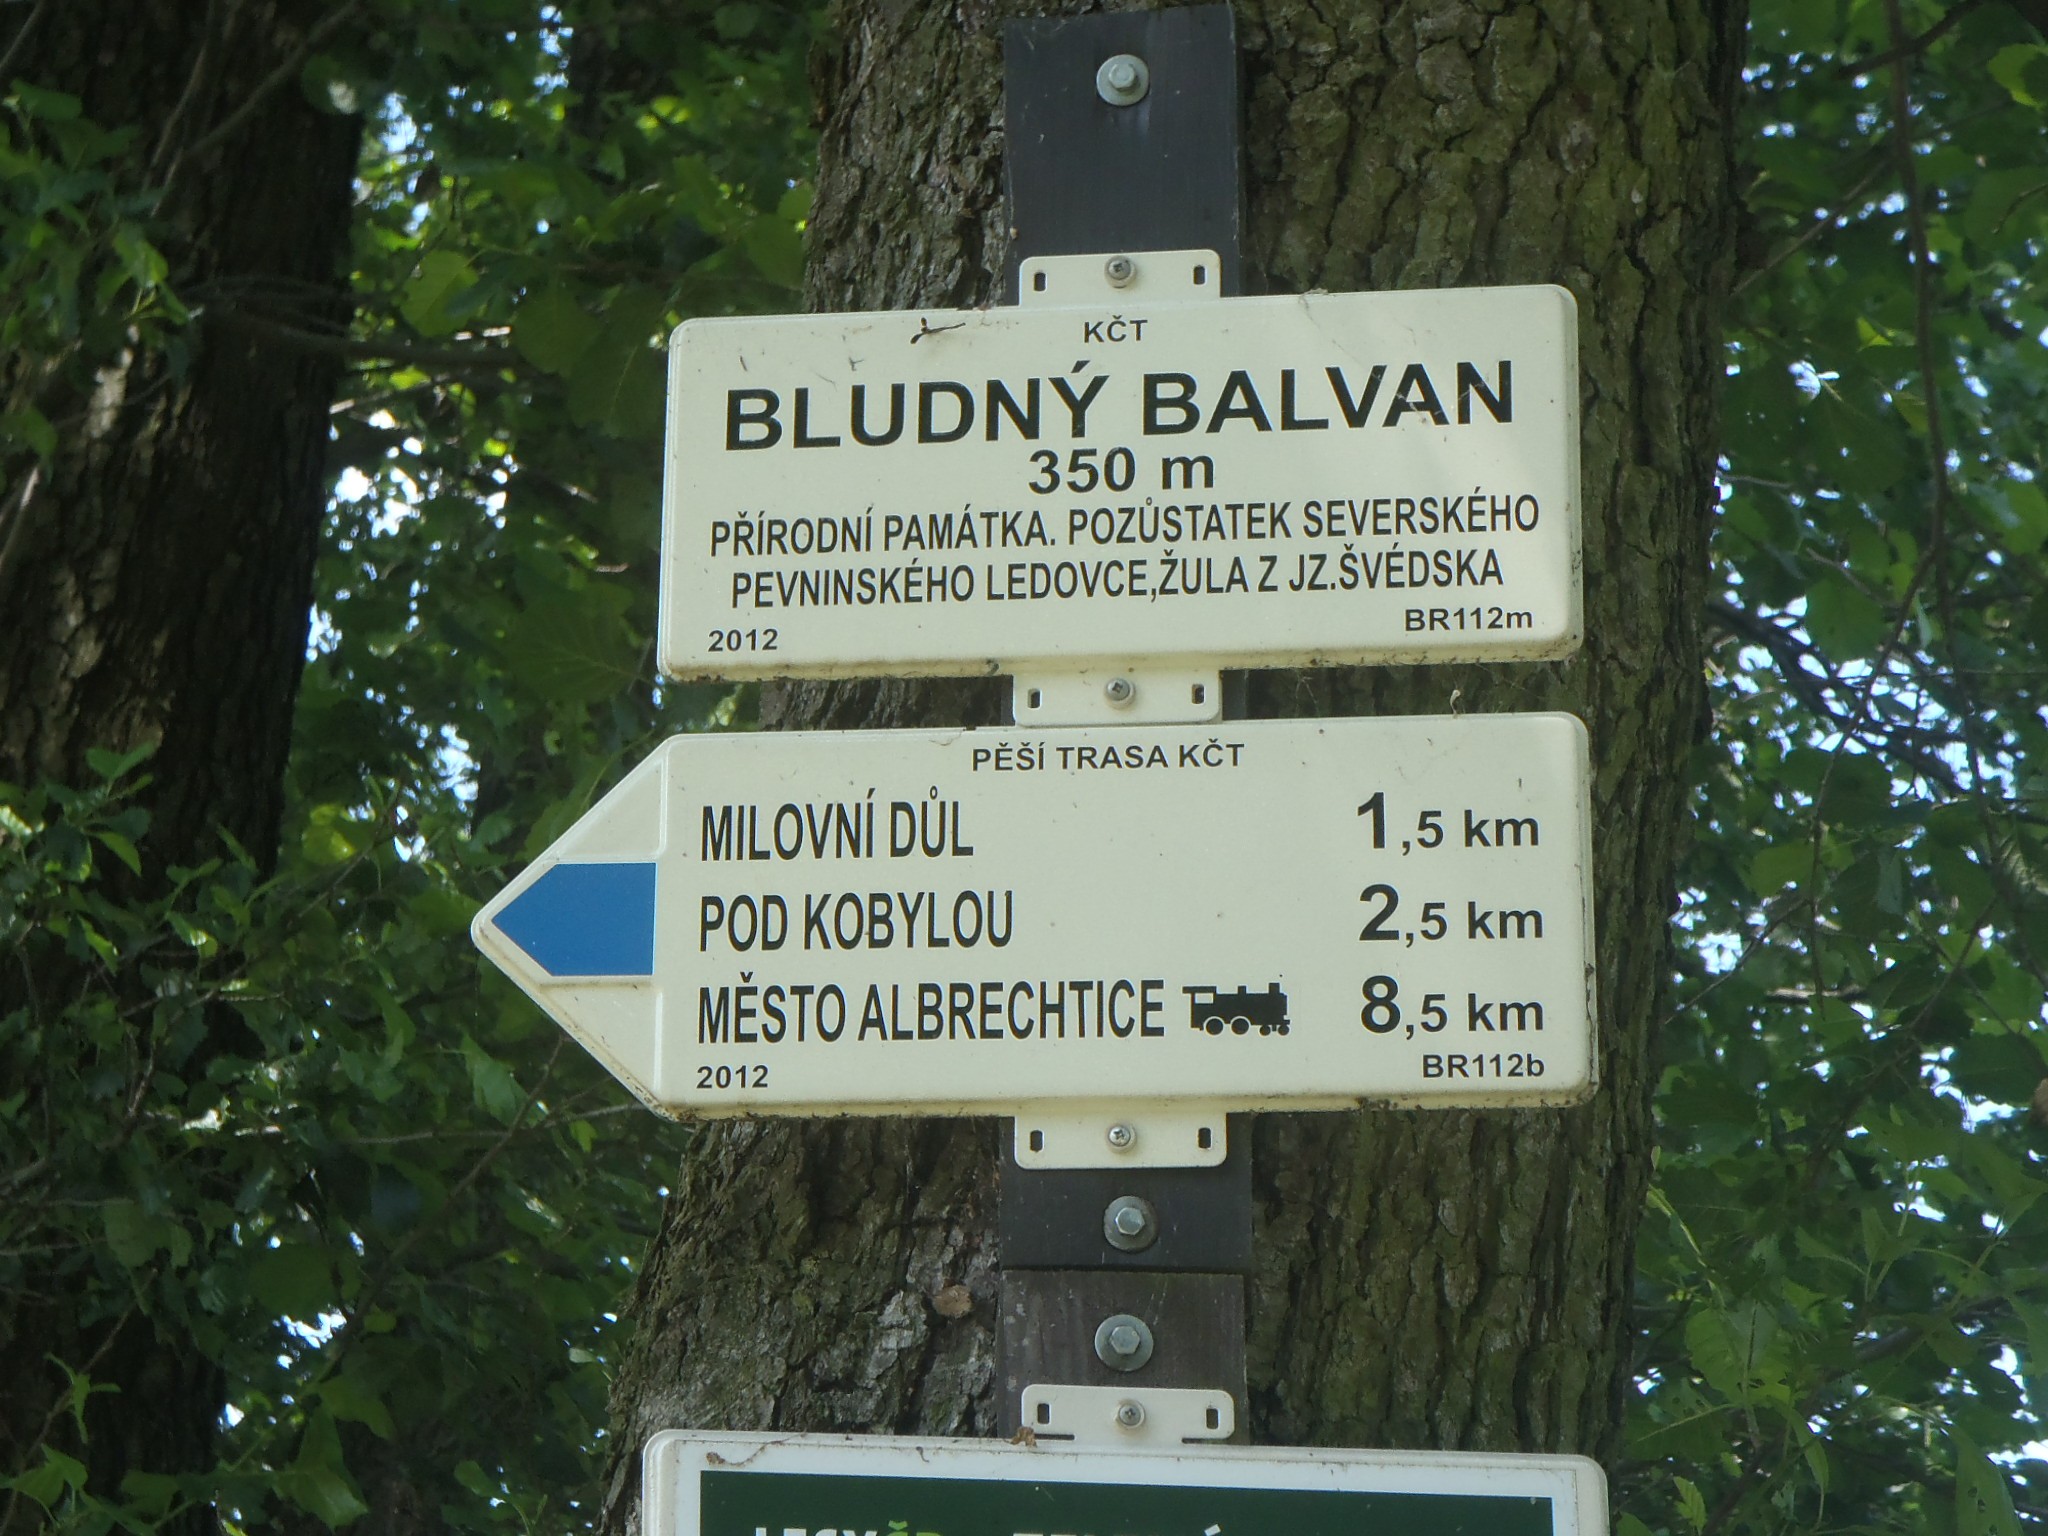 KČT
BLUDNÝ BALVAN
350 m
PŘÍRODNÍ PAMÁTKA. POZŮSTATEK SEVERSKÉHO
PEVNINSKÉHO LEDOVCE,ŽULA Z JZ.ŠVÉDSKA
2012 BR112m
PĚŠÍ TRASA KČT
MILOVNÍ DŮL 1,5 km
POD KOBYLOU 2,5 km
MĚSTO ALBRECHTICE 8,5 km
2012 BR112b